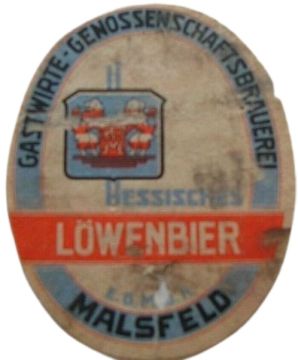 GASTWIRTE-GENOSSENSCHAFTSBRAUEREI
HESSISCHES
LÖWENBIER
E.G.M.B.H.
MALSFELD